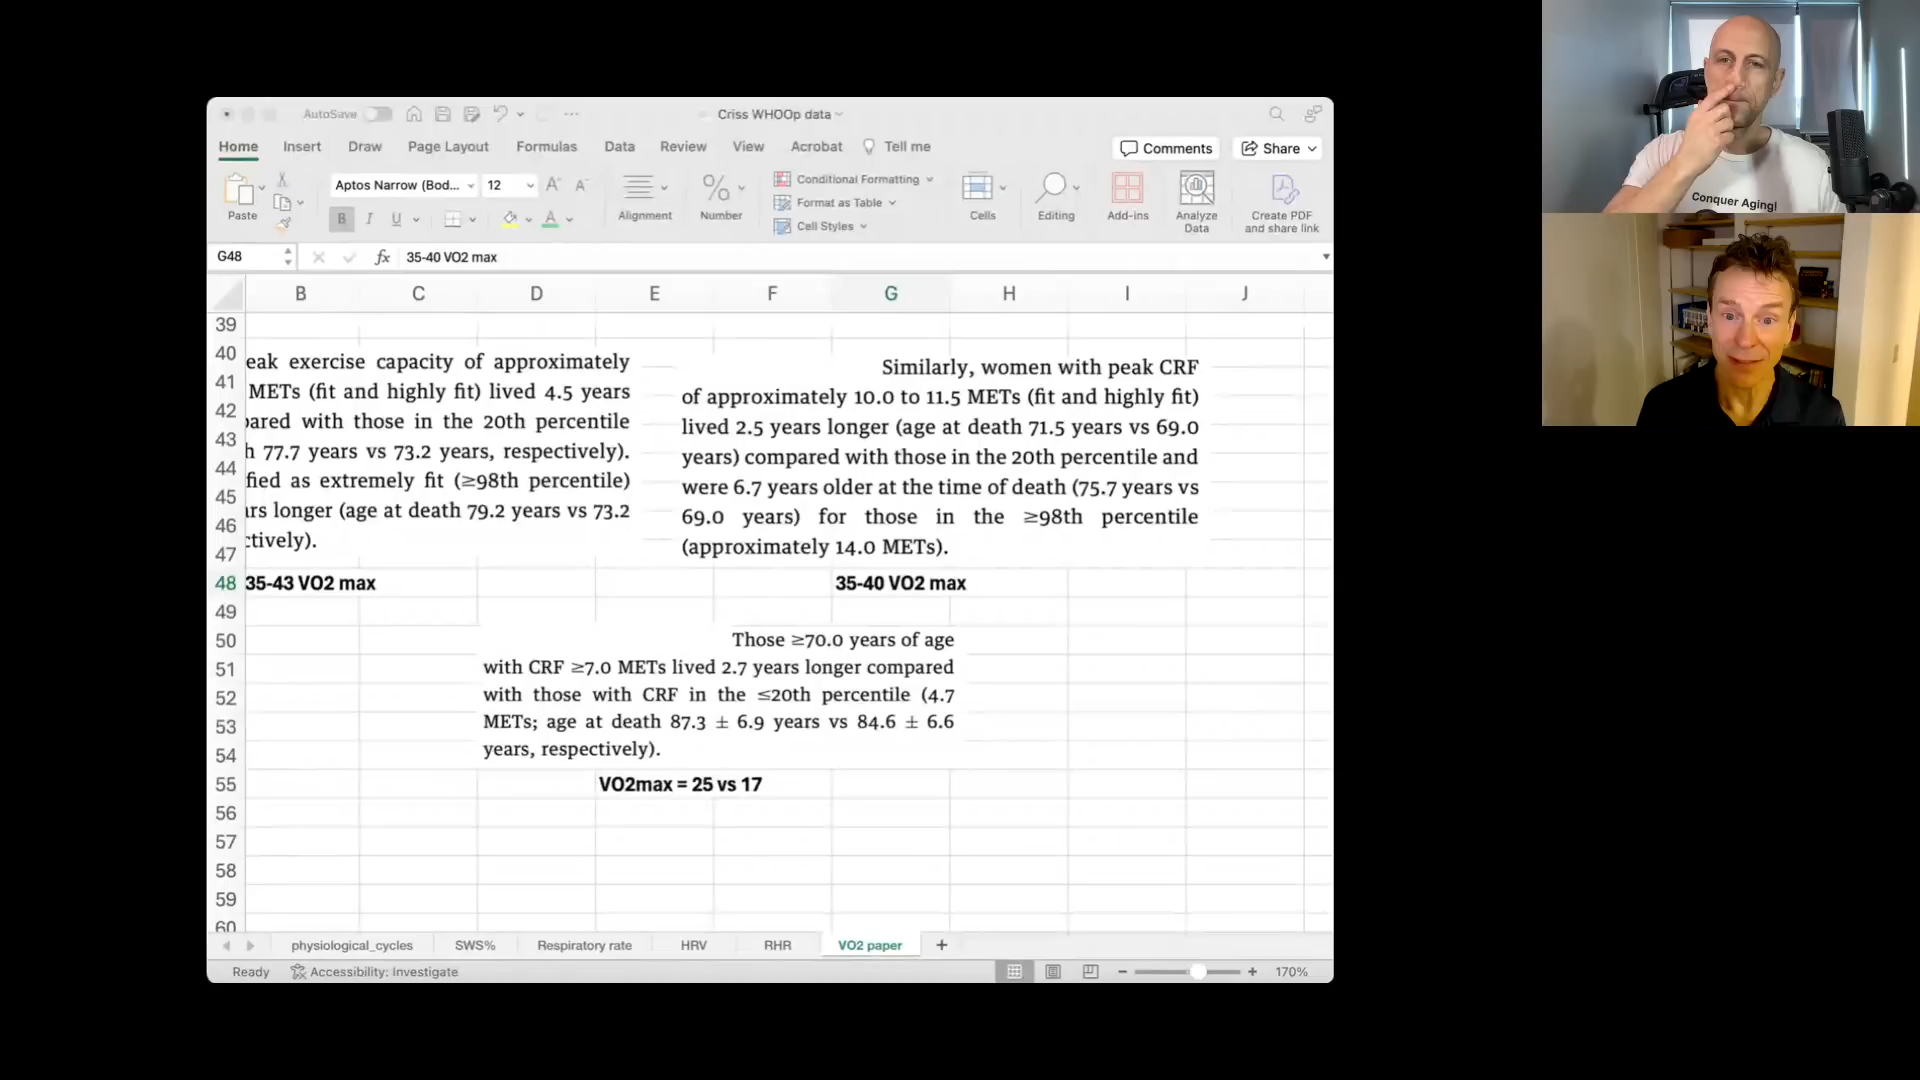 AutoSave
Criss WHOOp data
Home Insert Draw Page Layout Formulas Data Review View Acrobat Tell me
Comments Share
Paste
Aptos Narrow (Bod... 12
B I U
Alignment
Number
Conditional Formatting
Format as Table
Cell Styles
Cells
Editing
Add-ins
Analyze
Data
Create PDF
and share link
G48 fx 35-40 VO2 max
B C D E F G H I J
39
40
41
42
43
44
45
46
47
48
49
50
51
52
53
54
55
56
57
58
59
60
eak exercise capacity of approximately
METs (fit and highly fit) lived 4.5 years
ared with those in the 20th percentile
h 77.7 years vs 73.2 years, respectively).
fied as extremely fit (≥98th percentile)
rs longer (age at death 79.2 years vs 73.2
ctively).
35-43 VO2 max
Similarly, women with peak CRF
of approximately 10.0 to 11.5 METs (fit and highly fit)
lived 2.5 years longer (age at death 71.5 years vs 69.0
years) compared with those in the 20th percentile and
were 6.7 years older at the time of death (75.7 years vs
69.0 years) for those in the ≥98th percentile
(approximately 14.0 METs).
35-40 VO2 max
Those ≥70.0 years of age
with CRF ≥7.0 METs lived 2.7 years longer compared
with those with CRF in the ≤20th percentile (4.7
METs; age at death 87.3 ± 6.9 years vs 84.6 ± 6.6
years, respectively).
VO2max = 25 vs 17
physiological_cycles SWS% Respiratory rate HRV RHR VO2 paper +
Ready Accessibility: Investigate 170%
Conquer Aging!